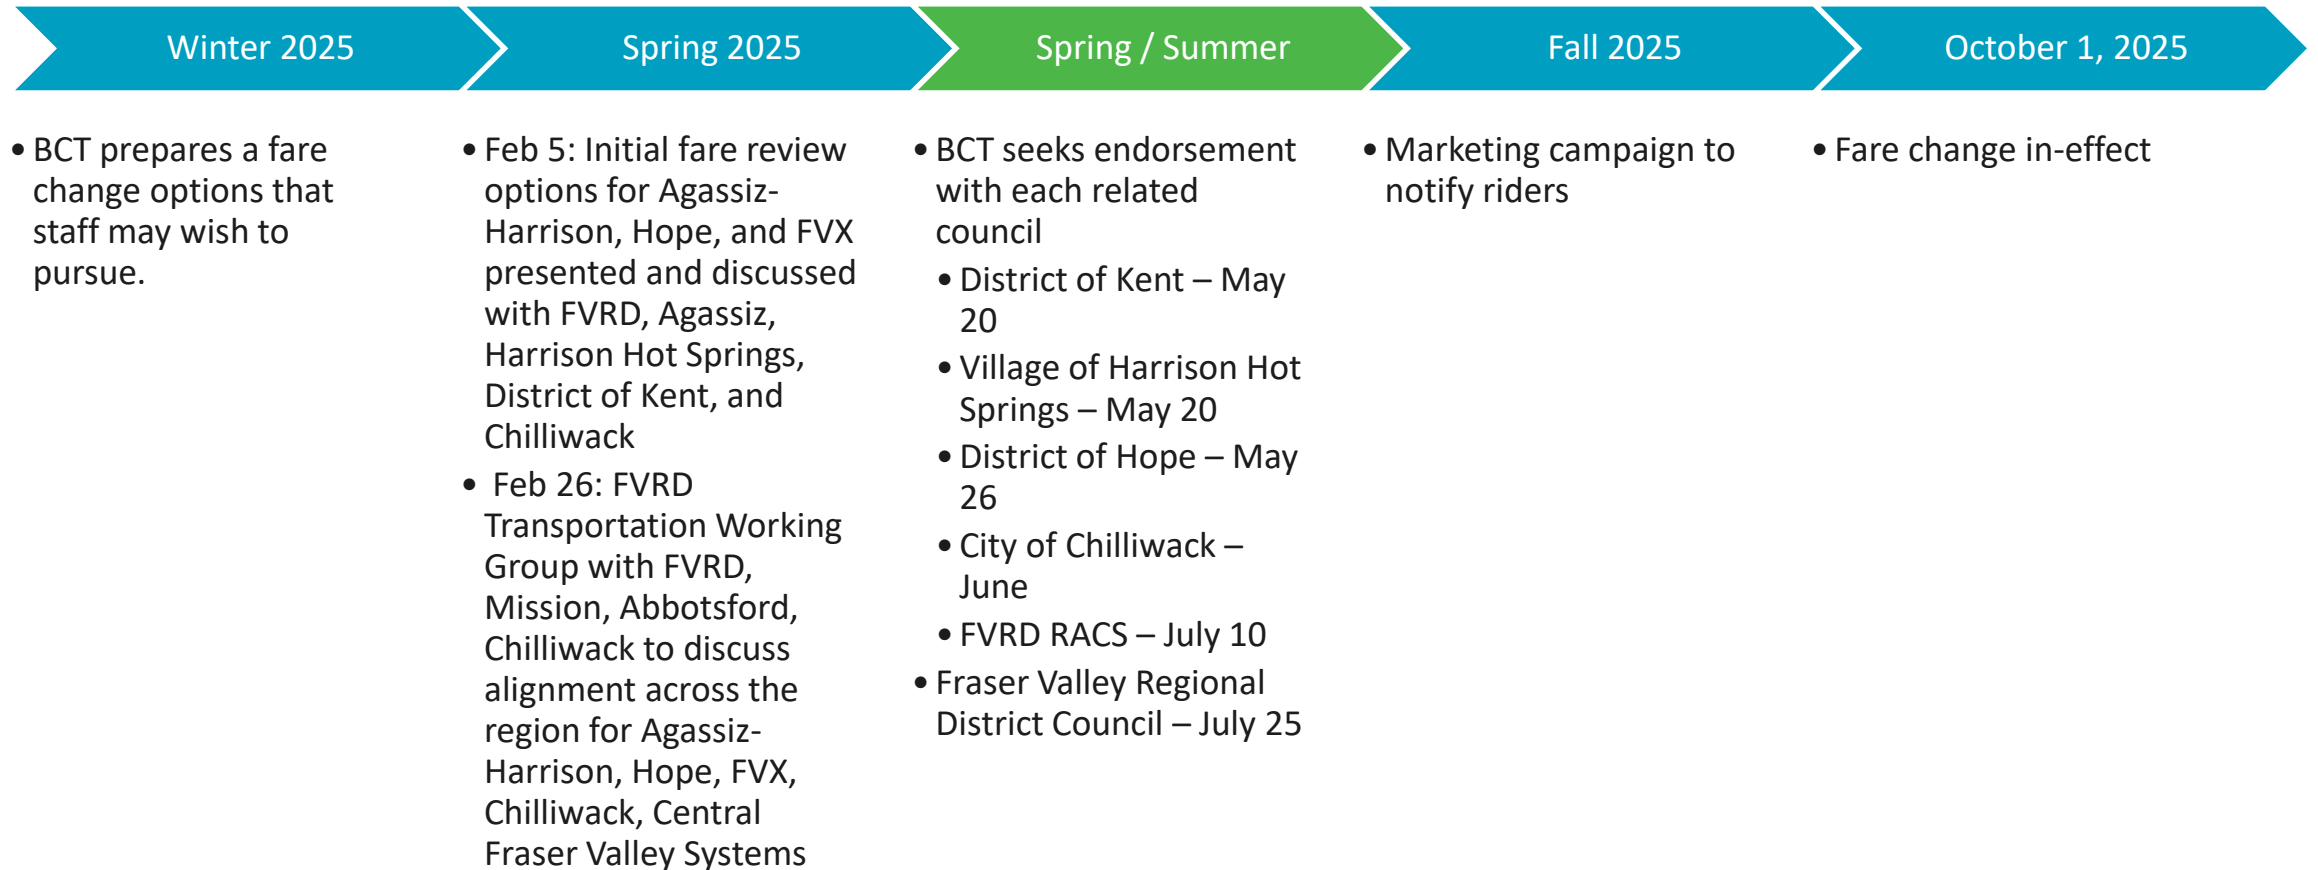 Winter 2025
Spring 2025
Spring / Summer
Fall 2025
October 1, 2025
• BCT prepares a fare
change options that
staff may wish to
pursue.
• Feb 5: Initial fare review
options for Agassiz-
Harrison, Hope, and FVX
presented and discussed
with FVRD, Agassiz,
Harrison Hot Springs,
District of Kent, and
Chilliwack
• Feb 26: FVRD
Transportation Working
Group with FVRD,
Mission, Abbotsford,
Chilliwack to discuss
alignment across the
region for Agassiz-
Harrison, Hope, FVX,
Chilliwack, Central
Fraser Valley Systems
• BCT seeks endorsement
with each related
council
• District of Kent – May
20
• Village of Harrison Hot
Springs – May 20
• District of Hope – May
26
• City of Chilliwack –
June
• FVRD RACS – July 10
• Fraser Valley Regional
District Council – July 25
• Marketing campaign to
notify riders
• Fare change in-effect